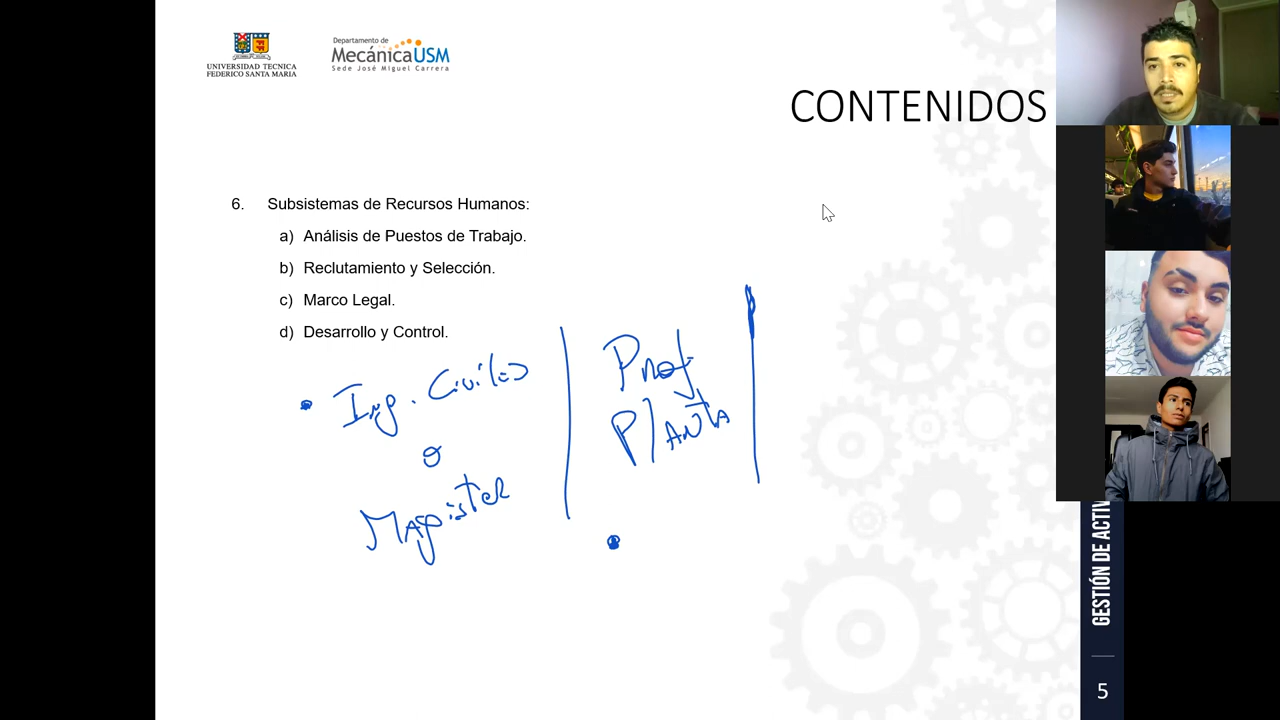 UNIVERSIDAD TECNICA
FEDERICO SANTA MARIA
Departamento de
MecánicaUSM
Sede José Miguel Carrera
CONTENIDOS
6. Subsistemas de Recursos Humanos:
a) Análisis de Puestos de Trabajo.
b) Reclutamiento y Selección.
c) Marco Legal.
d) Desarrollo y Control.
Ing. Civiles
o
Magister
Prof
Planta
GESTIÓN DE ACTIV
5